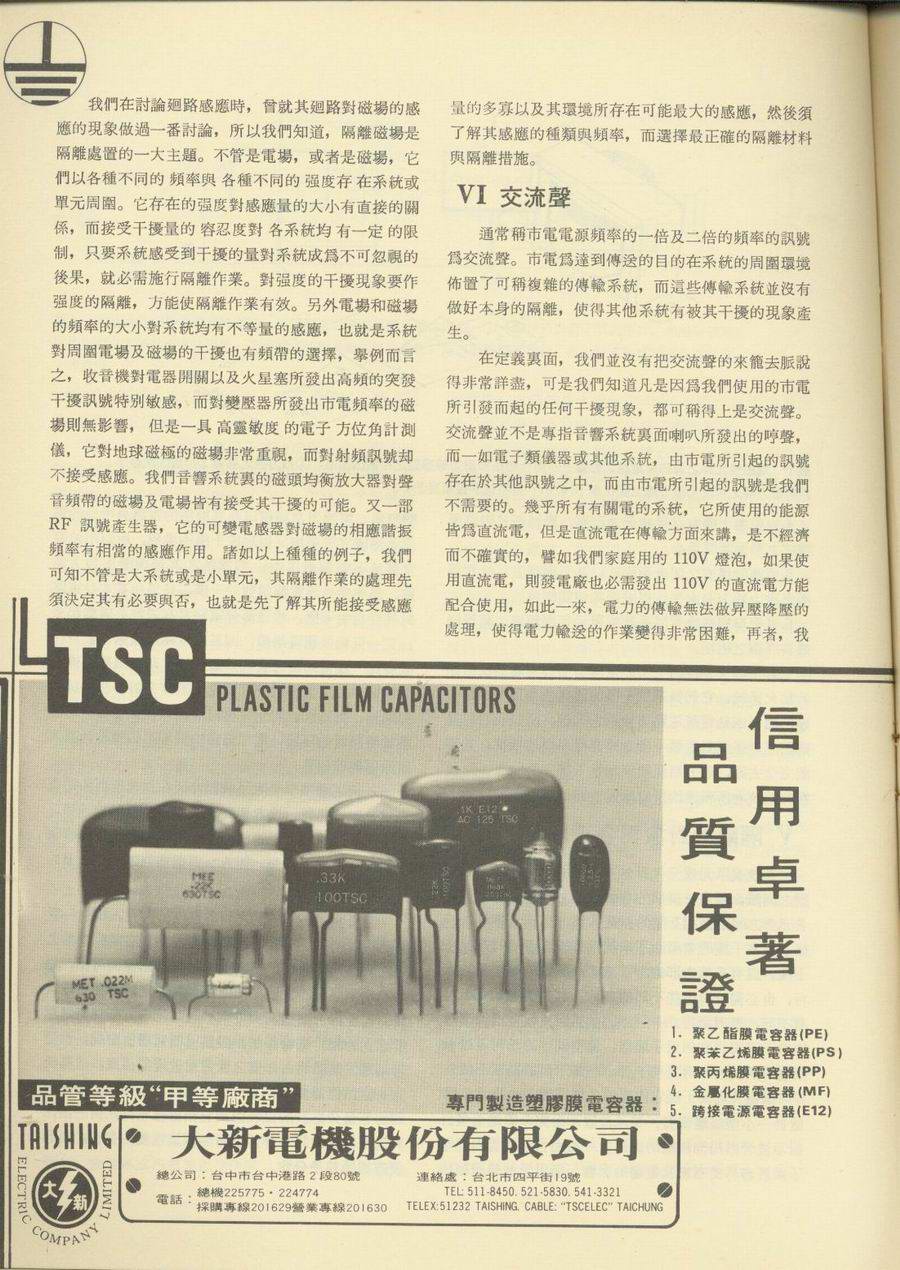 我們在討論廻路感應時，曾就其廻路對磁場的感
應的現象做過一番討論，所以我們知道，隔離磁場是
隔離處置的一大主題。不管是電場，或者是磁場，它
們以各種不同的 頻率與 各種不同的 强度存 在系統或
單元周圍。它存在的强度對感應量的大小有直接的關
係，而接受干擾量的 容忍度對 各系統均 有一定 的限
制，只要系統感受到干擾的量對系統成爲不可忽視的
後果，就必需施行隔離作業。對强度的干擾現象要作
强度的隔離，方能使隔離作業有效。另外電場和磁場
的頻率的大小對系統均有不等量的感應，也就是系統
對周圍電場及磁場的干擾也有頻帶的選擇，舉例而言
之，收音機對電器開關以及火星塞所發出高頻的突發
干擾訊號特別敏感，而對變壓器所發出市電頻率的磁
場則無影響， 但是一具 高靈敏度 的電子 方位角計測
儀，它對地球磁極的磁場非常重視，而對射頻訊號却
不接受感應。我們音響系統裏的磁頭均衡放大器對聲
音頻帶的磁場及電場皆有接受其干擾的可能。又一部
RF 訊號產生器，它的可變電感器對磁場的相應諧振
頻率有相當的感應作用。諸如以上種種的例子，我們
可知不管是大系統或是小單元，其隔離作業的處理先
須決定其有必要與否，也就是先了解其所能接受感應
量的多寡以及其環境所存在可能最大的感應，然後須
了解其感應的種類與頻率，而選擇最正確的隔離材料
與隔離措施。
VI 交流聲
通常稱市電電源頻率的一倍及二倍的頻率的訊號
爲交流聲。市電爲達到傳送的目的在系統的周圍環境
佈置了可稱複雜的傳輸系統，而這些傳輸系統並沒有
做好本身的隔離，使得其他系統有被其干擾的現象產
生。
在定義裏面，我們並沒有把交流聲的來籠去脈說
得非常詳盡，可是我們知道凡是因爲我們使用的市電
所引發而起的任何干擾現象，都可稱得上是交流聲。
交流聲並不是專指音響系統裏面喇叭所發出的哼聲，
而一如電子類儀器或其他系統，由市電所引起的訊號
存在於其他訊號之中，而由市電所引起的訊號是我們
不需要的。幾乎所有有關電的系統，它所使用的能源
皆爲直流電，但是直流電在傳輸方面來講，是不經濟
而不確實的，譬如我們家庭用的 110V 燈泡，如果使
用直流電，則發電廠也必需發出 110V 的直流電方能
配合使用，如此一來，電力的傳輸無法做昇壓降壓的
處理，使得電力輸送的作業變得非常困難，再者，我
TSC
PLASTIC FILM CAPACITORS
信用卓著
品質保證
1K E12
AC 125 TSC
MEF
.22K
630TSC
.33K
100TSC
.22K
100TSC
MET .022M
630 TSC
1. 聚乙酯膜電容器(PE)
2. 聚苯乙烯膜電容器(PS)
3. 聚丙烯膜電容器(PP)
4. 金屬化膜電容器(MF)
5. 跨接電源電容器(E12)
品管等級“甲等廠商”
專門製造塑膠膜電容器：
TAISHING
ELECTRIC COMPANY LIMITED
大新
大新電機股份有限公司
總公司：台中市台中港路2段80號
電話：總機225775・224774
採購專線201629營業專線201630
連絡處：台北市四平街19號
TEL: 511-8450. 521-5830. 541-3321
TELEX:51232 TAISHING. CABLE: "TSCELEC" TAICHUNG